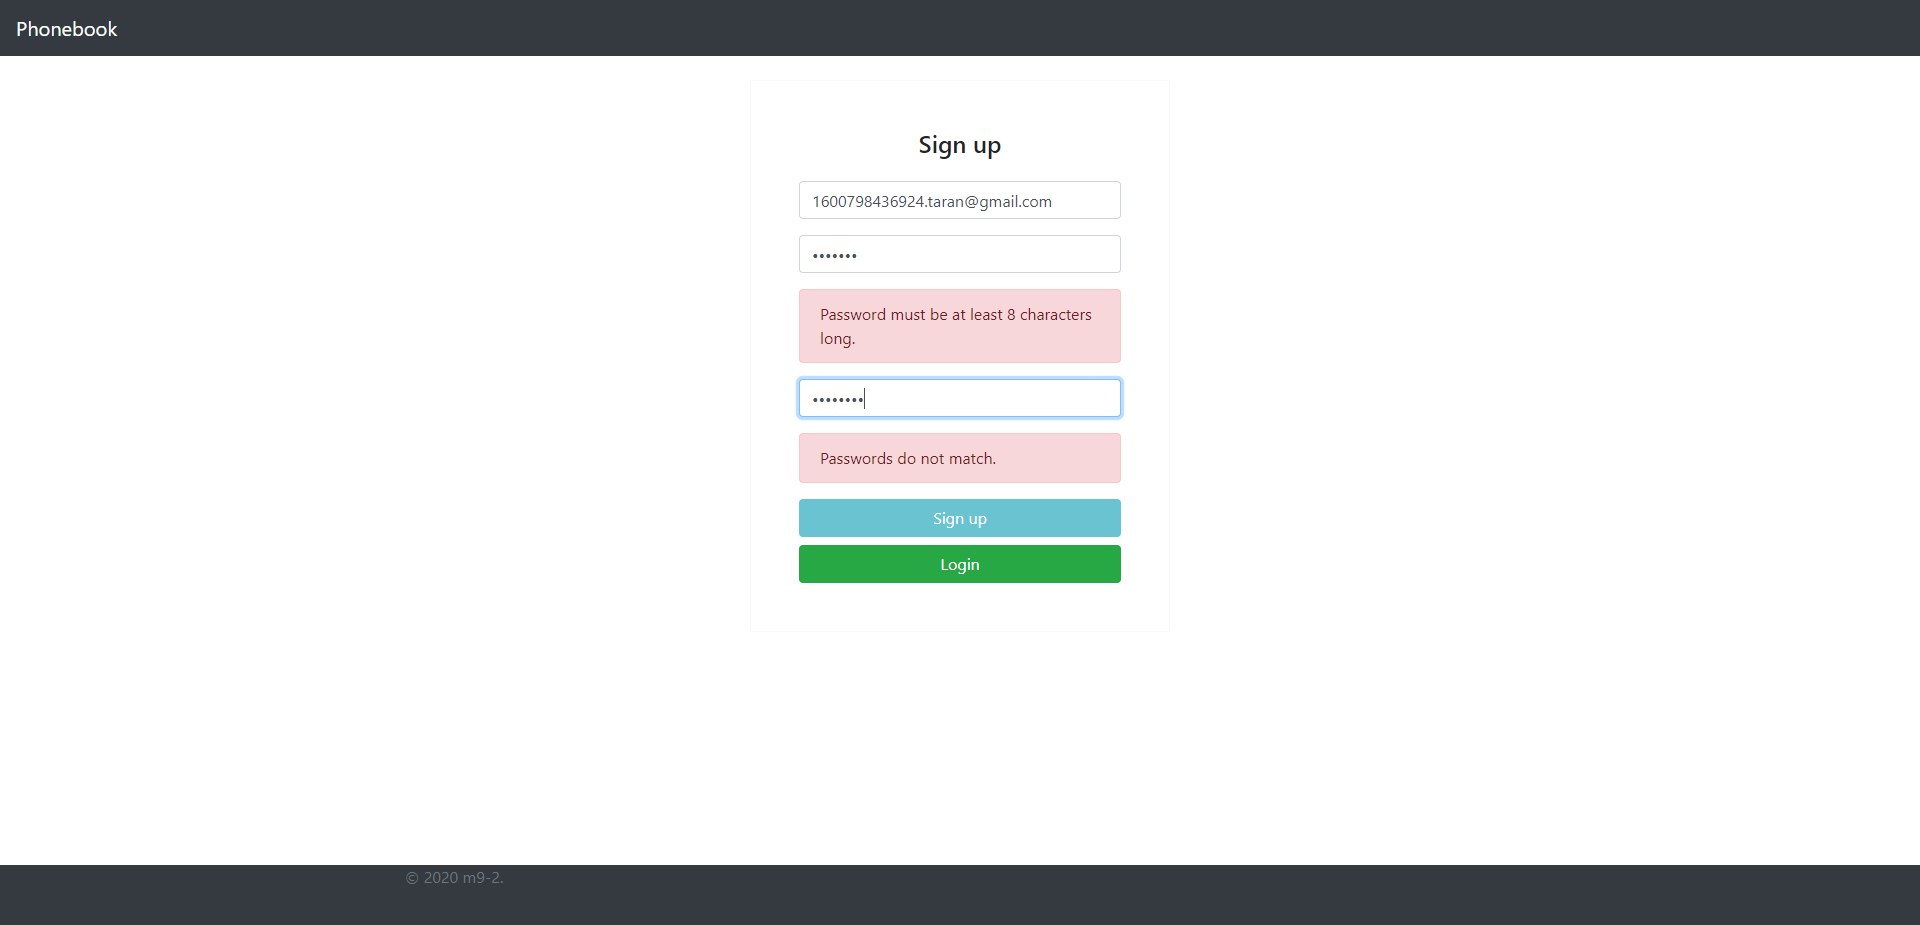 Phonebook
Sign up
1600798436924.taran@gmail.com
•••••••
Password must be at least 8 characters
long.
••••••••
Passwords do not match.
Sign up
Login
© 2020 m9-2.